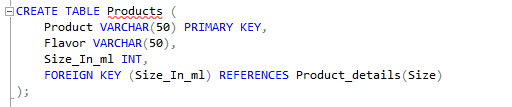 CREATE TABLE Products (
    Product VARCHAR(50) PRIMARY KEY,
    Flavor VARCHAR(50),
    Size_In_ml INT,
    FOREIGN KEY (Size_In_ml) REFERENCES Product_details(Size)
);